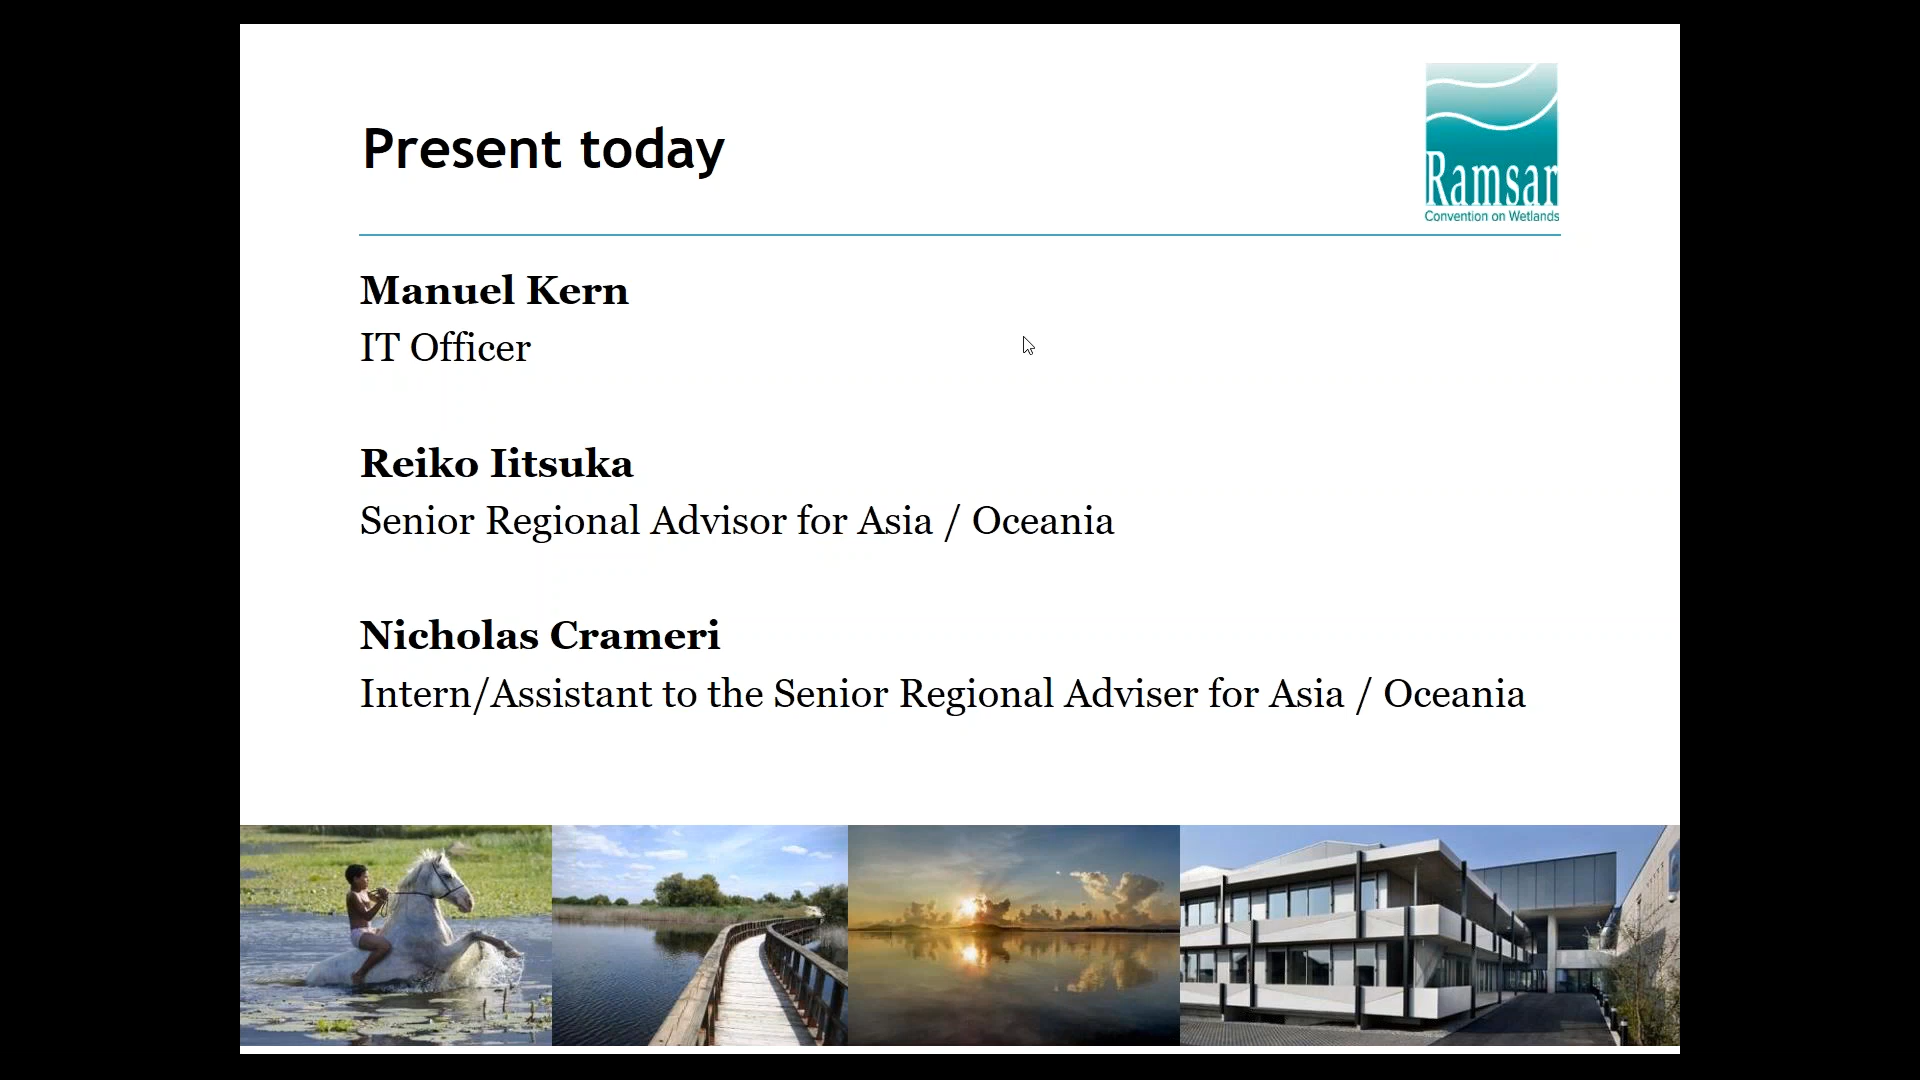 Present today
Ramsar
Convention on Wetlands
Manuel Kern
IT Officer
Reiko Iitsuka
Senior Regional Advisor for Asia / Oceania
Nicholas Crameri
Intern/Assistant to the Senior Regional Adviser for Asia / Oceania